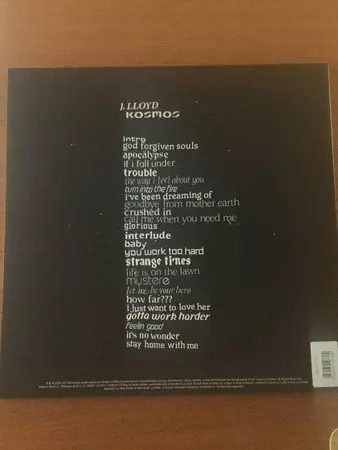 J. LLOYD
KOSMOS
intro
god forgiven souls
apocalypse
if i fall under
trouble
the way i feel about you
turn into the fire
i've been dreaming of
goodbye from mother earth
crushed in
call me when you need me
glorious
interlude
baby
you work too hard
strange times
life is on the lawn
mystere
let me be your hero
how far???
I just want to love her
gotta work harder
feelin good
it's no wonder
stay home with me